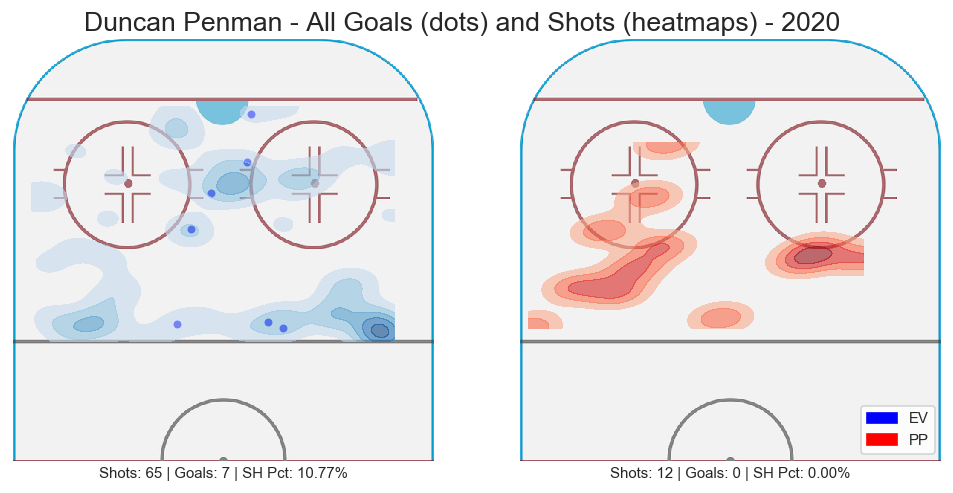 Duncan Penman - All Goals (dots) and Shots (heatmaps) - 2020
EV
PP
Shots: 65 | Goals: 7 | SH Pct: 10.77%
Shots: 12 | Goals: 0 | SH Pct: 0.00%